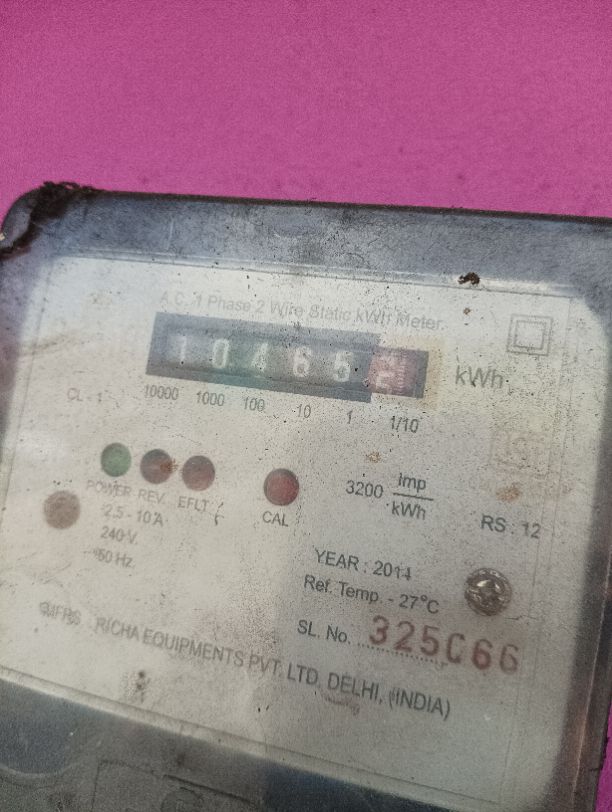 A.C. 1 Phase 2 Wire Static kWh Meter
1 0 4 6 5 2
kWh
10000 1000 100 10 1 1/10
CL - 1
POWER REV. EFLT
CAL
3200 Imp/kWh
RS : 12
2.5 - 10 A
240 V.
50 Hz
YEAR : 2014
Ref. Temp. - 27°C
SL. No. 325066
MFRS : RICHA EQUIPMENTS PVT. LTD. DELHI, (INDIA)